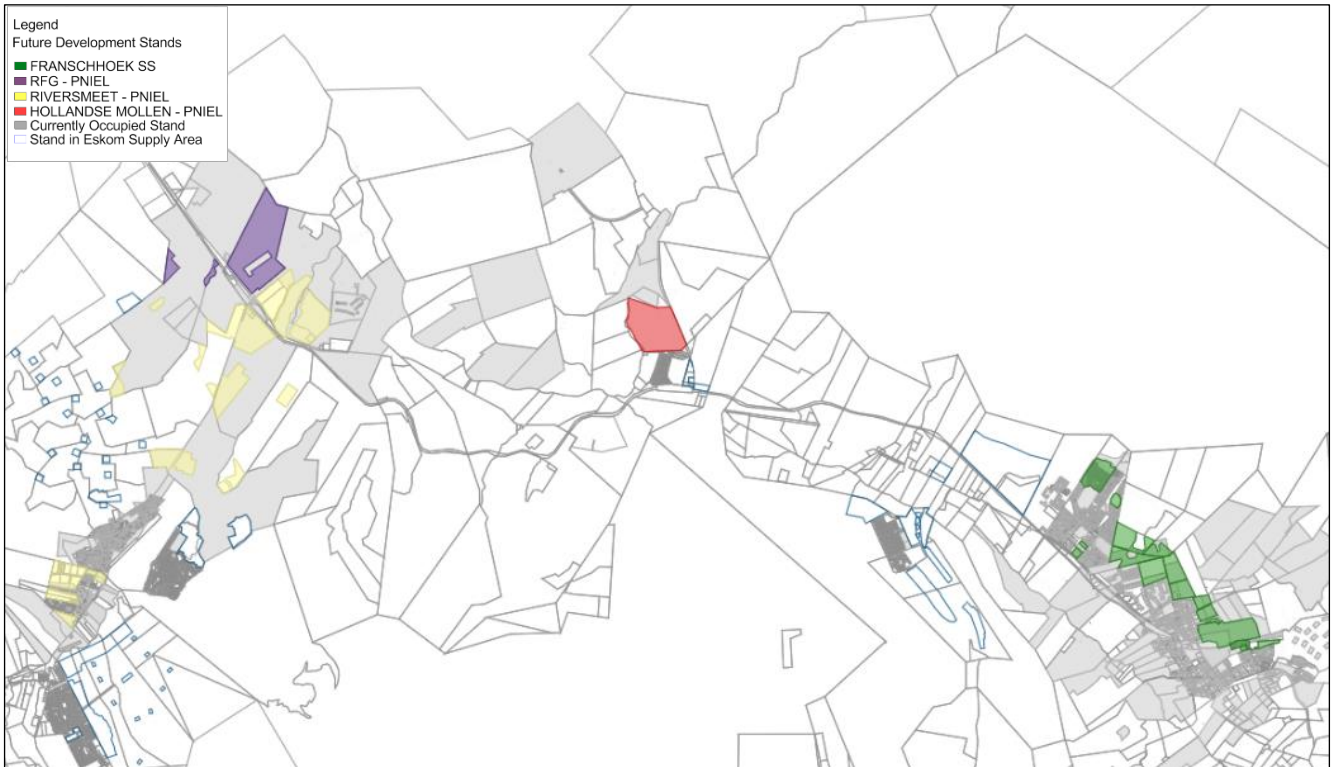 Legend
Future Development Stands
FRANSCHHOEK SS
RFG - PNIEL
RIVERSMEET - PNIEL
HOLLANDSE MOLLEN - PNIEL
Currently Occupied Stand
Stand in Eskom Supply Area